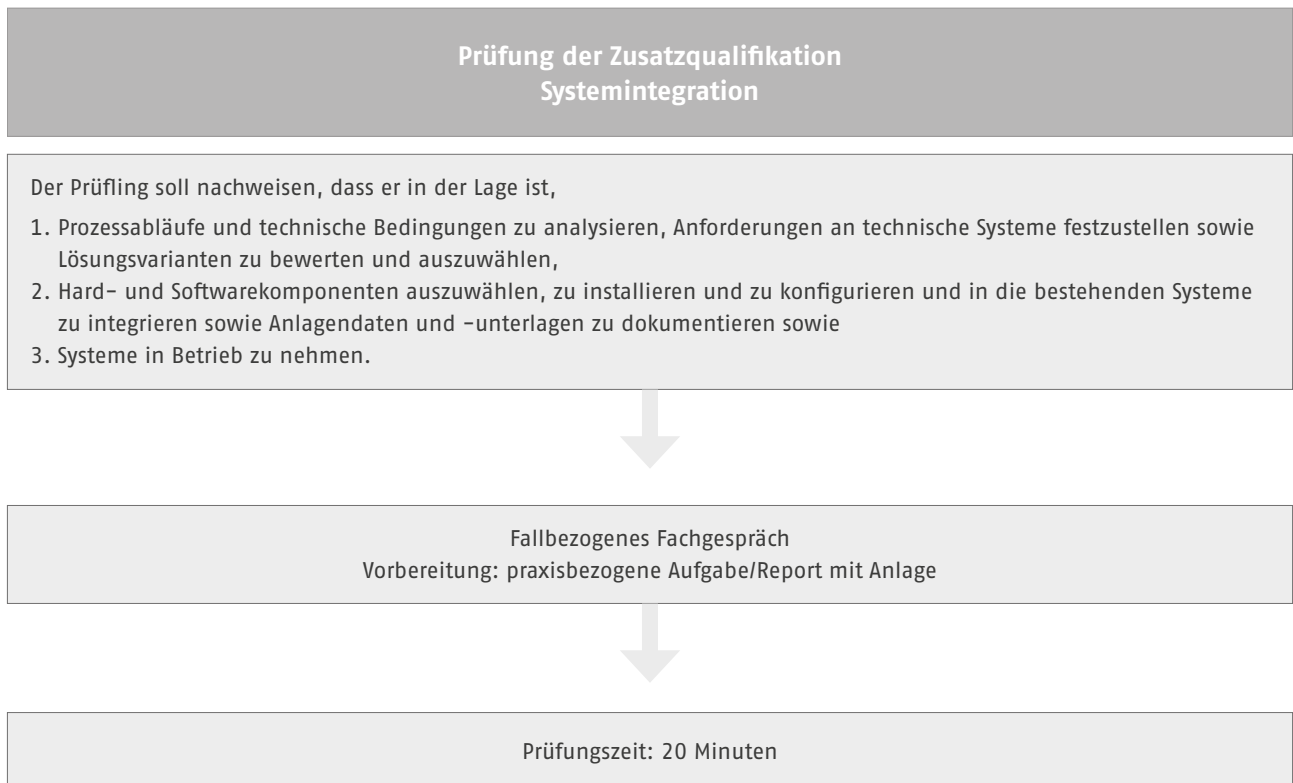 Prüfung der Zusatzqualifikation
Systemintegration
Der Prüfling soll nachweisen, dass er in der Lage ist,
1. Prozessabläufe und technische Bedingungen zu analysieren, Anforderungen an technische Systeme festzustellen sowie
Lösungsvarianten zu bewerten und auszuwählen,
2. Hard- und Softwarekomponenten auszuwählen, zu installieren und zu konfigurieren und in die bestehenden Systeme
zu integrieren sowie Anlagendaten und -unterlagen zu dokumentieren sowie
3. Systeme in Betrieb zu nehmen.
Fallbezogenes Fachgespräch
Vorbereitung: praxisbezogene Aufgabe/Report mit Anlage
Prüfungszeit: 20 Minuten